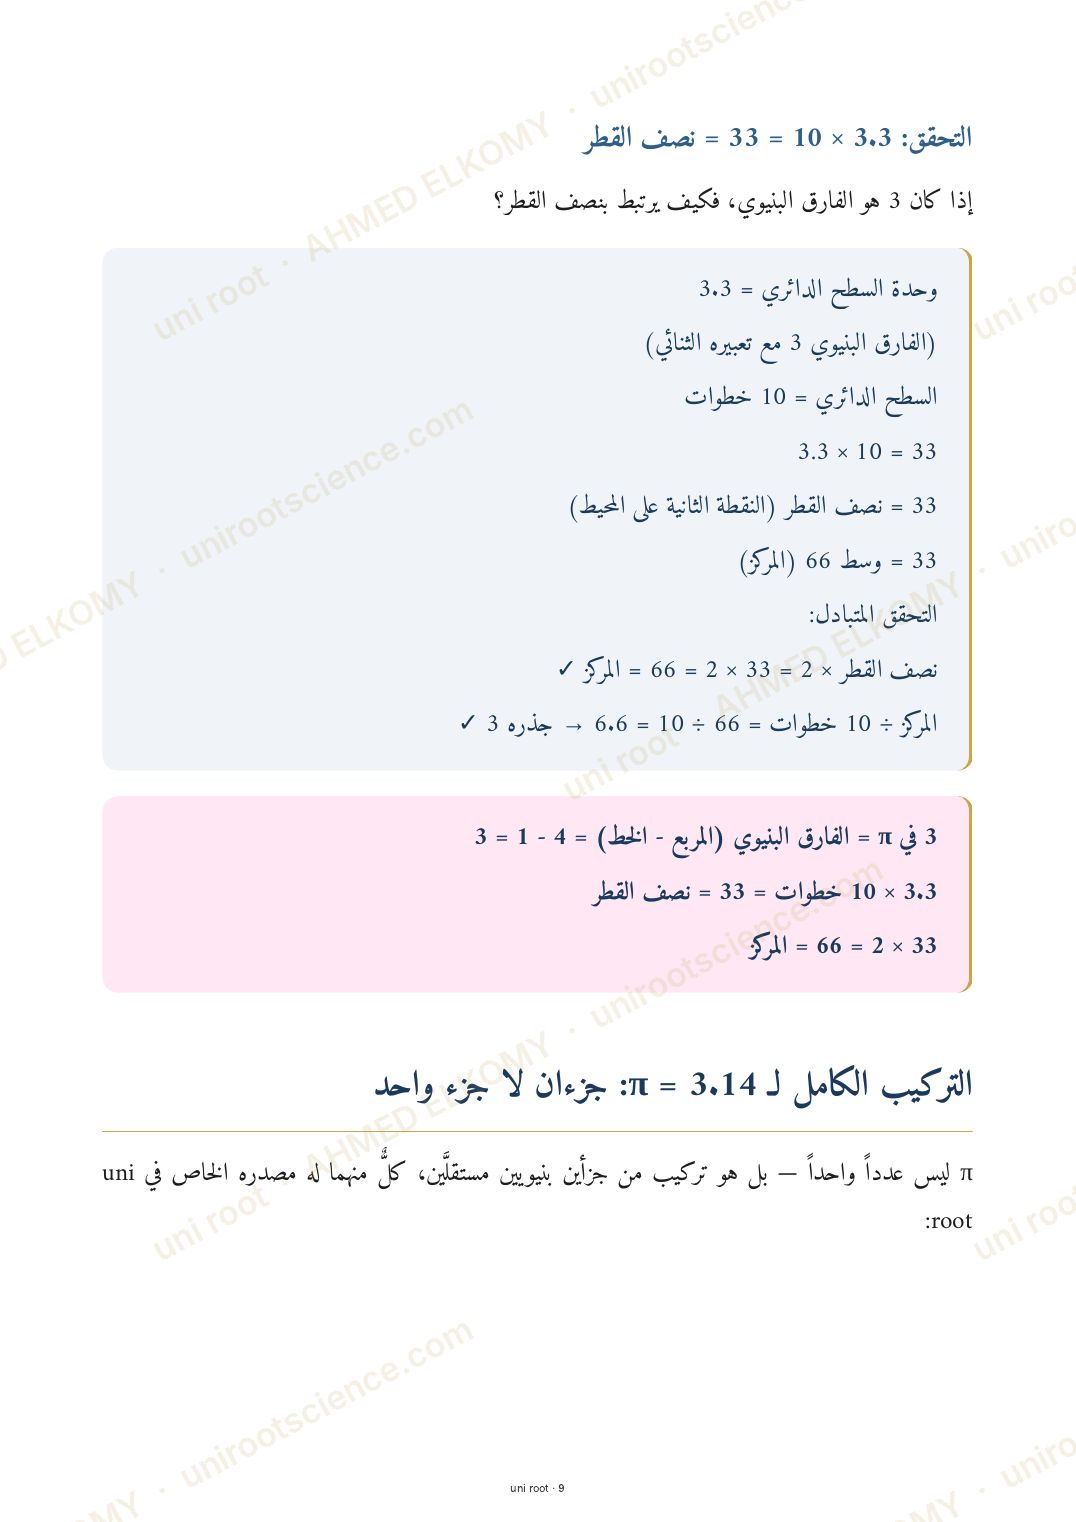 التحقق: 3.3 × 10 = 33 = نصف القطر
إذا كان 3 هو الفارق البنيوي، فكيف يرتبط بنصف القطر؟
وحدة السطح الدائري = 3.3
(الفارق البنيوي 3 مع تعبيره الثنائي)
السطح الدائري = 10 خطوات
3.3 × 10 = 33
33 = نصف القطر (النقطة الثانية على المحيط)
33 = وسط 66 (المركز)
التحقق المتبادل:
نصف القطر × 2 = 33 × 2 = 66 = المركز ✓
المركز ÷ 10 خطوات = 66 ÷ 10 = 6.6 → جذره 3 ✓
3 في π = الفارق البنيوي (المربع - الخط) = 4 - 1 = 3
3.3 × 10 خطوات = 33 = نصف القطر
33 × 2 = 66 = المركز
التركيب الكامل لـ π = 3.14: جزءان لا جزء واحد
π ليس عدداً واحداً — بل هو تركيب من جزأين بنيويين مستقلَّين، كلٌّ منهما له مصدره الخاص في uni
root:
uni root · 9
uni root · AHMED ELKOMY · unirootscience.com